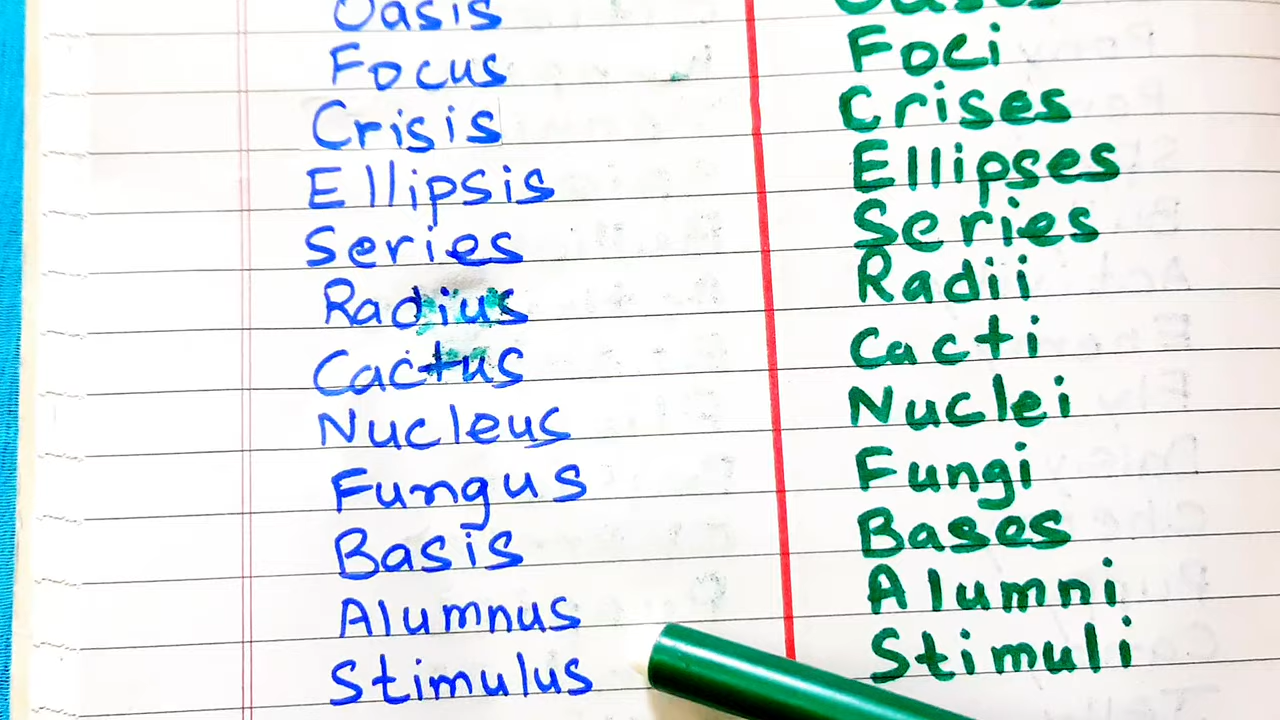 Oasis Oases
Focus Foci
Crisis Crises
Ellipsis Ellipses
Series Series
Radius Radii
Cactus Cacti
Nucleus Nuclei
Fungus Fungi
Basis Bases
Alumnus Alumni
Stimulus Stimuli